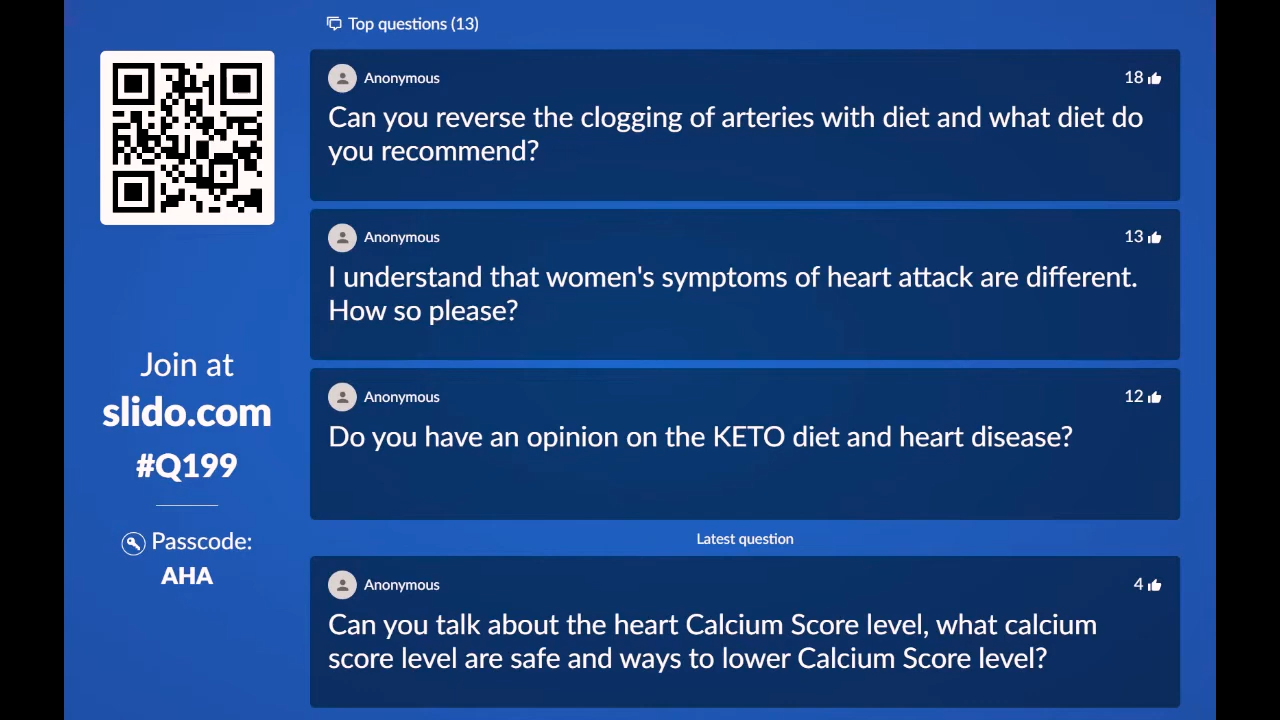 Top questions (13)
Anonymous
18
Can you reverse the clogging of arteries with diet and what diet do
you recommend?
Anonymous
13
I understand that women's symptoms of heart attack are different.
How so please?
Anonymous
12
Do you have an opinion on the KETO diet and heart disease?
Latest question
Anonymous
4
Can you talk about the heart Calcium Score level, what calcium
score level are safe and ways to lower Calcium Score level?
Join at
slido.com
#Q199
Passcode:
AHA